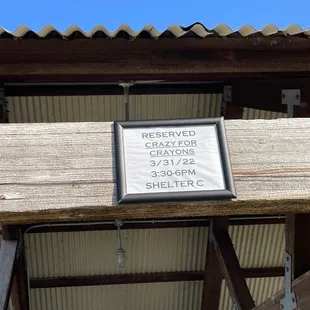 RESERVED
CRAZY FOR
CRAYONS
3/31/22
3:30-6PM
SHELTER C